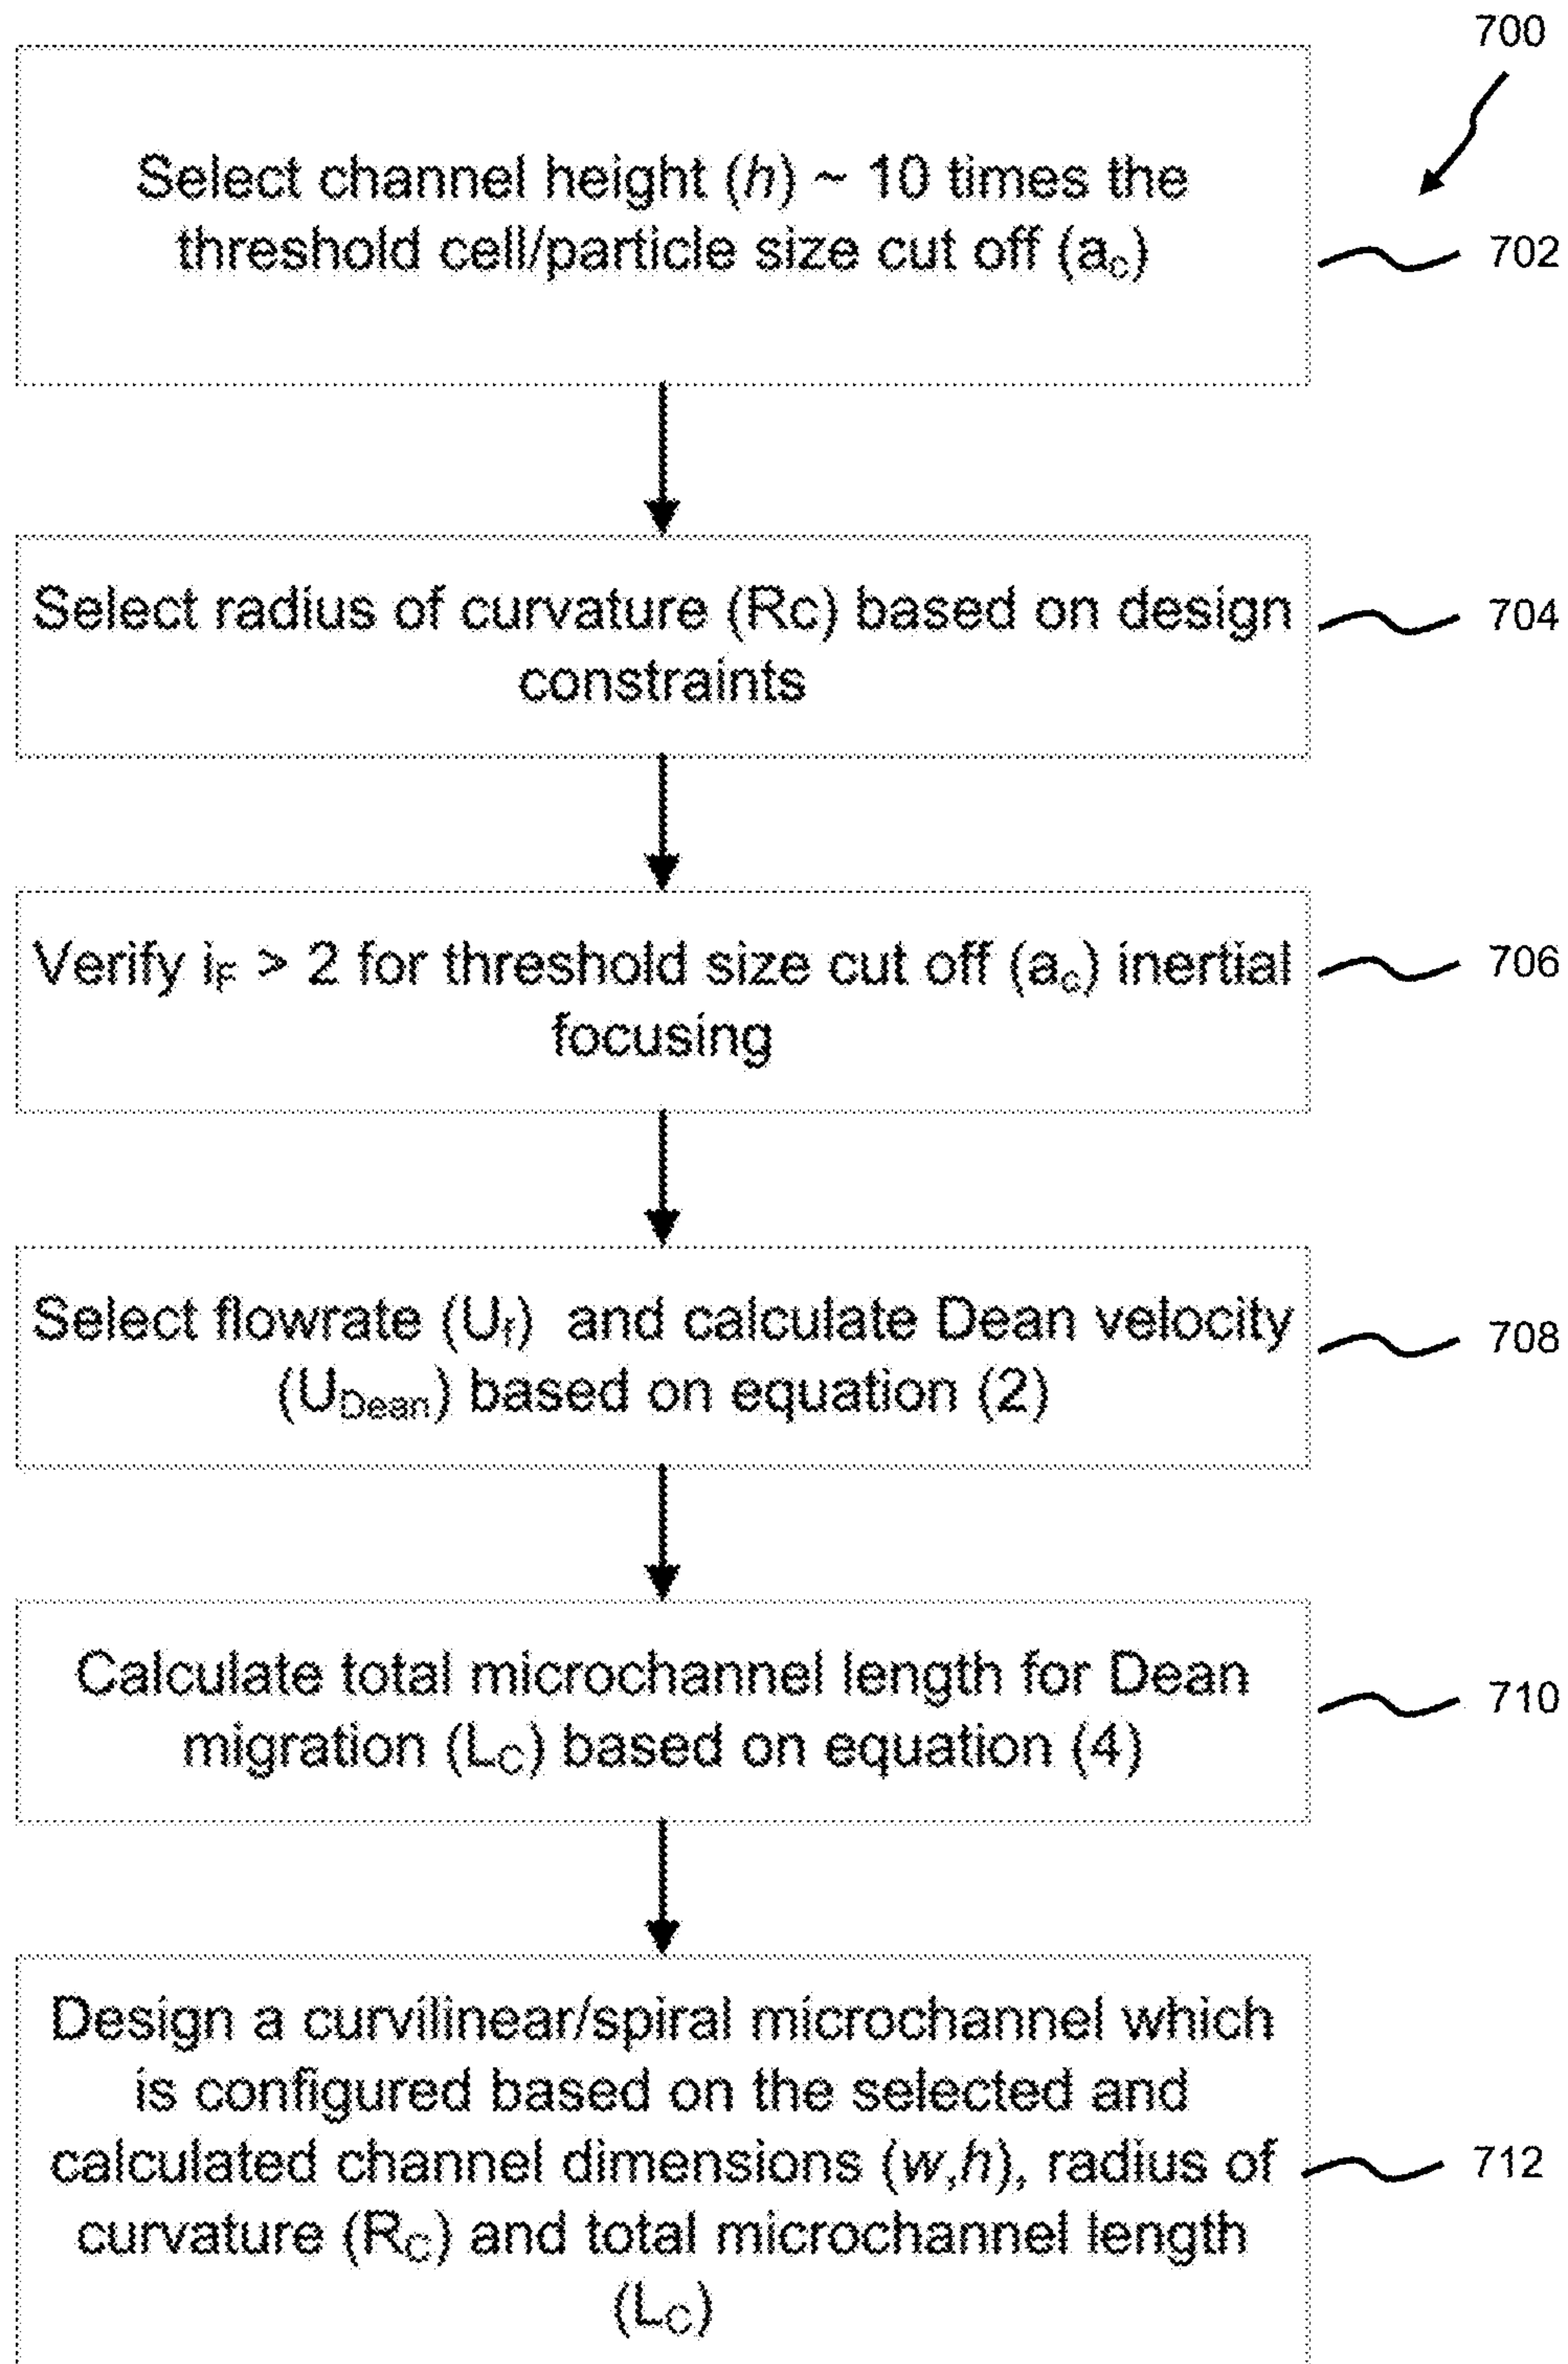 700
Select channel height (h) ~ 10 times the
threshold cell/particle size cut off (ac)
702
Select radius of curvature (Rc) based on design
constraints
704
Verify iF > 2 for threshold size cut off (ac) inertial
focusing
706
Select flowrate (Uf) and calculate Dean velocity
(UDean) based on equation (2)
708
Calculate total microchannel length for Dean
migration (LC) based on equation (4)
710
Design a curvilinear/spiral microchannel which
is configured based on the selected and
calculated channel dimensions (w,h), radius of
curvature (RC) and total microchannel length
(LC)
712